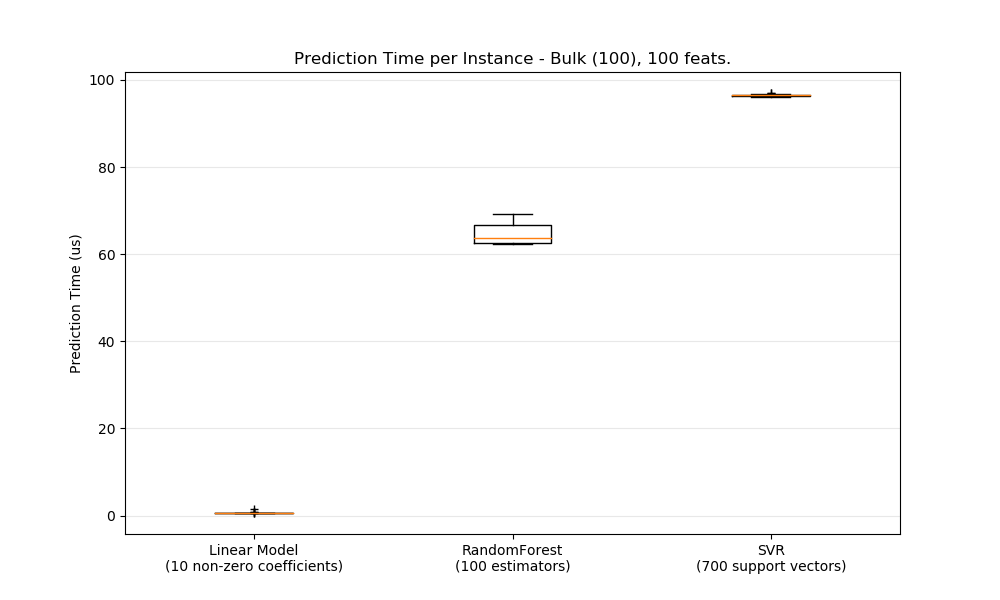 Prediction Time per Instance - Bulk (100), 100 feats.
100
80
60
40
20
0
Prediction Time (us)
Linear Model
(10 non-zero coefficients)
RandomForest
(100 estimators)
SVR
(700 support vectors)